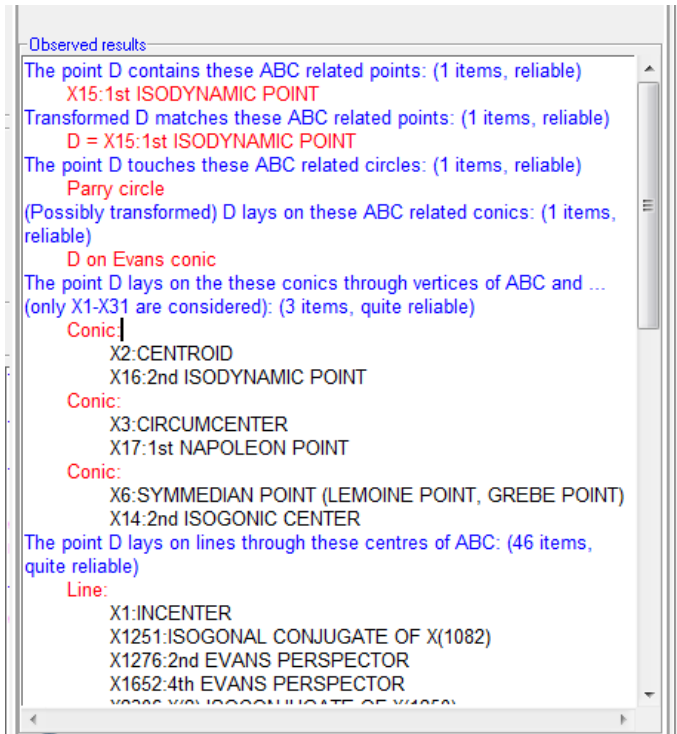 Observed results
The point D contains these ABC related points: (1 items, reliable)
X15:1st ISODYNAMIC POINT
Transformed D matches these ABC related points: (1 items, reliable)
D = X15:1st ISODYNAMIC POINT
The point D touches these ABC related circles: (1 items, reliable)
Parry circle
(Possibly transformed) D lays on these ABC related conics: (1 items,
reliable)
D on Evans conic
The point D lays on the these conics through vertices of ABC and ...
(only X1-X31 are considered): (3 items, quite reliable)
Conic:
X2:CENTROID
X16:2nd ISODYNAMIC POINT
Conic:
X3:CIRCUMCENTER
X17:1st NAPOLEON POINT
Conic:
X6:SYMMEDIAN POINT (LEMOINE POINT, GREBE POINT)
X14:2nd ISOGONIC CENTER
The point D lays on lines through these centres of ABC: (46 items,
quite reliable)
Line:
X1:INCENTER
X1251:ISOGONAL CONJUGATE OF X(1082)
X1276:2nd EVANS PERSPECTOR
X1652:4th EVANS PERSPECTOR